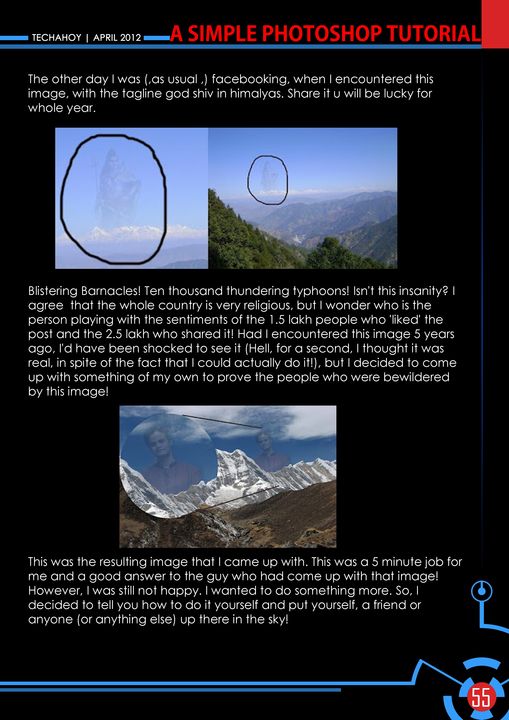 TECHAHOY | APRIL 2012
A SIMPLE PHOTOSHOP TUTORIAL
The other day I was (,as usual ,) facebooking, when I encountered this
image, with the tagline god shiv in himalyas. Share it u will be lucky for
whole year.
Blistering Barnacles! Ten thousand thundering typhoons! Isn't this insanity? I
agree  that the whole country is very religious, but I wonder who is the
person playing with the sentiments of the 1.5 lakh people who 'liked' the
post and the 2.5 lakh who shared it! Had I encountered this image 5 years
ago, I'd have been shocked to see it (Hell, for a second, I thought it was
real, in spite of the fact that I could actually do it!), but I decided to come
up with something of my own to prove the people who were bewildered
by this image!
This was the resulting image that I came up with. This was a 5 minute job for
me and a good answer to the guy who had come up with that image!
However, I was still not happy. I wanted to do something more. So, I
decided to tell you how to do it yourself and put yourself, a friend or
anyone (or anything else) up there in the sky!
55